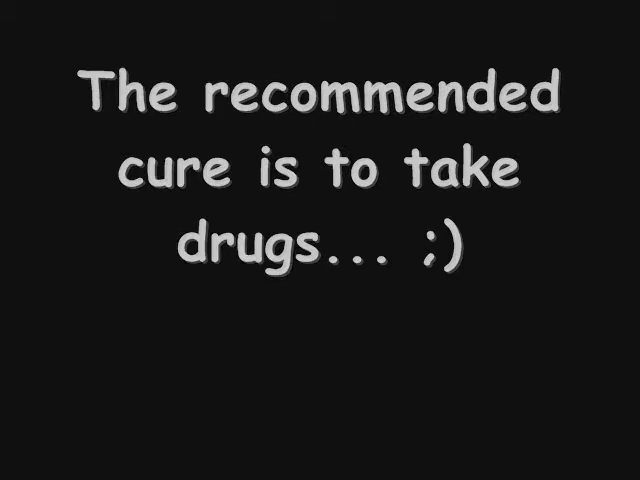 The recommended
cure is to take
drugs... ;)